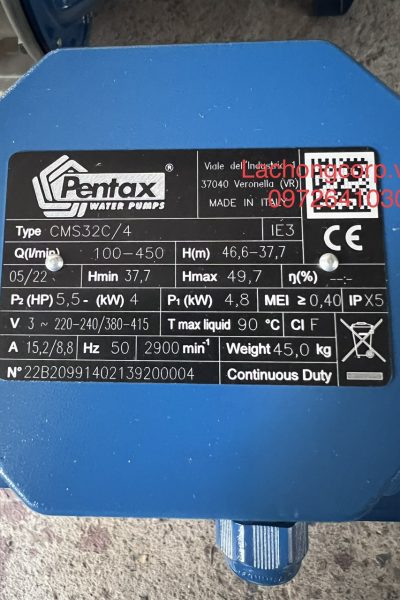 Pentax ®
WATER PUMPS
Viale dell'Industria
37040 Veronella (VR)
MADE IN ITALY
Lachongcorp.v
0972641030
Type CMS32C/4 IE3
CE
Q(l/min) 100-450 H(m) 46,6-37,7
05/22 Hmin 37,7 Hmax 49,7 η(%) --.-
P₂ (HP) 5,5- (kW) 4 P₁ (kW) 4,8 MEI ≥ 0,40 IP X5
V 3 ~ 220-240/380-415 T max liquid 90 °C Cl F
A 15,2/8,8 Hz 50 2900 min⁻¹ Weight 45,0 kg
N° 22B20991402139200004 Continuous Duty